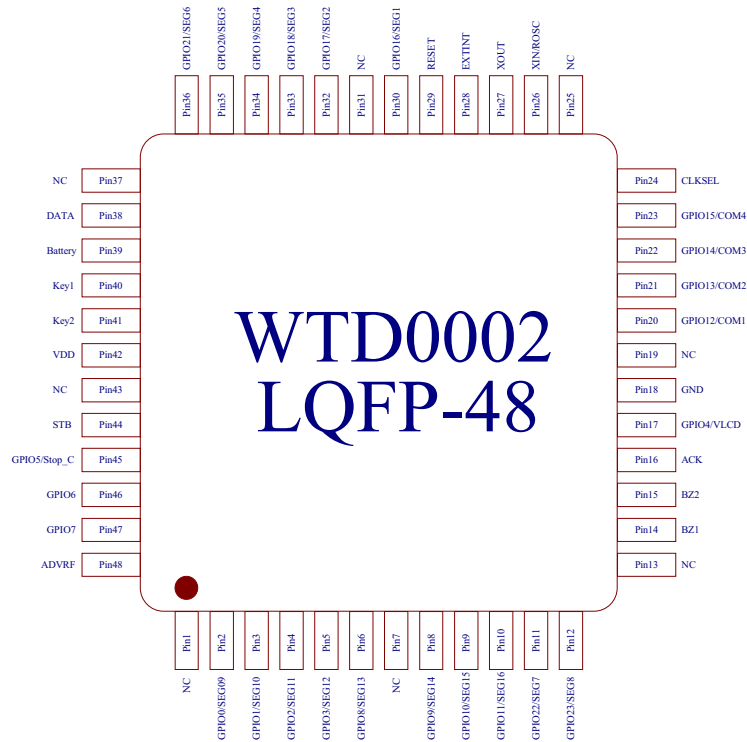 GPIO21/SEG6
GPIO20/SEG5
GPIO19/SEG4
GPIO18/SEG3
GPIO17/SEG2
NC
GPIO16/SEG1
RESET
EXTINT
XOUT
XIN/ROSC
NC
Pin36
Pin35
Pin34
Pin33
Pin32
Pin31
Pin30
Pin29
Pin28
Pin27
Pin26
Pin25
NC Pin37
DATA Pin38
Battery Pin39
Key1 Pin40
Key2 Pin41
VDD Pin42
NC Pin43
STB Pin44
GPIO5/Stop_C Pin45
GPIO6 Pin46
GPIO7 Pin47
ADVRF Pin48
WTD0002
LQFP-48
Pin24 CLKSEL
Pin23 GPIO15/COM4
Pin22 GPIO14/COM3
Pin21 GPIO13/COM2
Pin20 GPIO12/COM1
Pin19 NC
Pin18 GND
Pin17 GPIO4/VLCD
Pin16 ACK
Pin15 BZ2
Pin14 BZ1
Pin13 NC
Pin1
Pin2
Pin3
Pin4
Pin5
Pin6
Pin7
Pin8
Pin9
Pin10
Pin11
Pin12
NC
GPIO0/SEG09
GPIO1/SEG10
GPIO2/SEG11
GPIO3/SEG12
GPIO8/SEG13
NC
GPIO9/SEG14
GPIO10/SEG15
GPIO11/SEG16
GPIO22/SEG7
GPIO23/SEG8